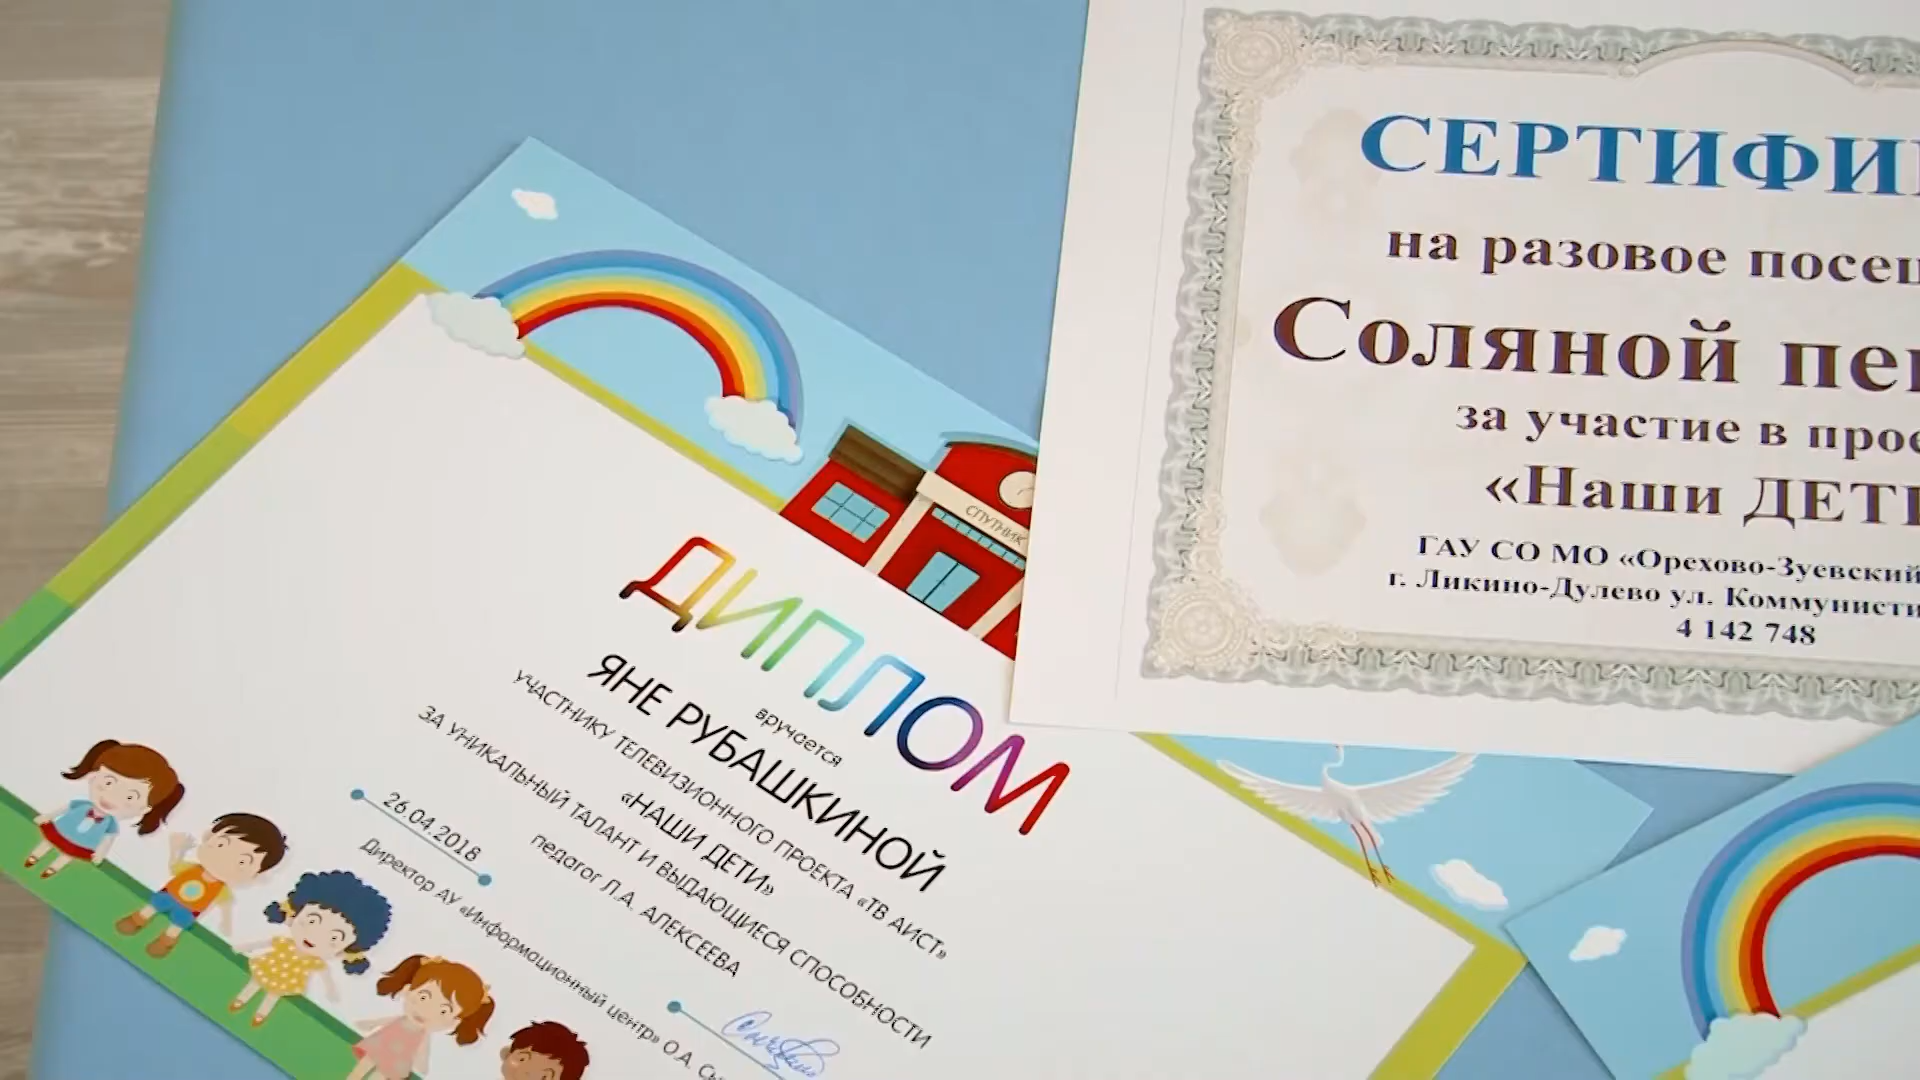 СПУТНИК
ДИПЛОМ
вручается
ЯНЕ РУБАШКИНОЙ
УЧАСТНИКУ ТЕЛЕВИЗИОННОГО ПРОЕКТА «ТВ АИСТ»
«НАШИ ДЕТИ»
ЗА УНИКАЛЬНЫЙ ТАЛАНТ И ВЫДАЮЩИЕСЯ СПОСОБНОСТИ
педагог Л.А. АЛЕКСЕЕВА
26.04.2018
Директор АУ «Информационный центр» О.А.
СЕРТИФИ
на разовое посещ
Соляной пе
за участие в прое
«Наши ДЕТИ
ГАУ СО МО «Орехово-Зуевский
г. Ликино-Дулево ул. Коммунисти
4 142 748